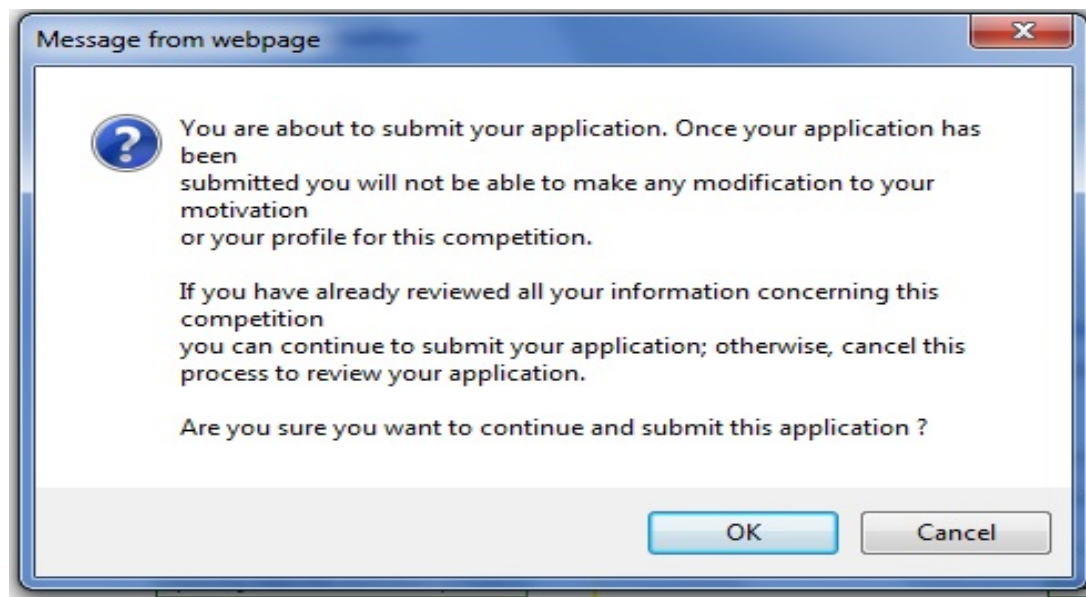 Message from webpage
You are about to submit your application. Once your application has
been
submitted you will not be able to make any modification to your
motivation
or your profile for this competition.
If you have already reviewed all your information concerning this
competition
you can continue to submit your application; otherwise, cancel this
process to review your application.
Are you sure you want to continue and submit this application ?
OK Cancel